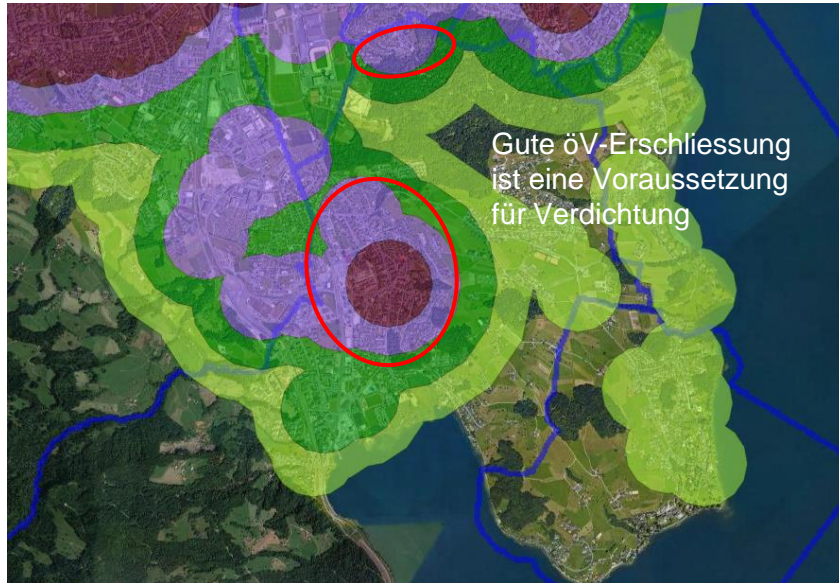 Gute öV-Erschliessung
ist eine Voraussetzung
für Verdichtung